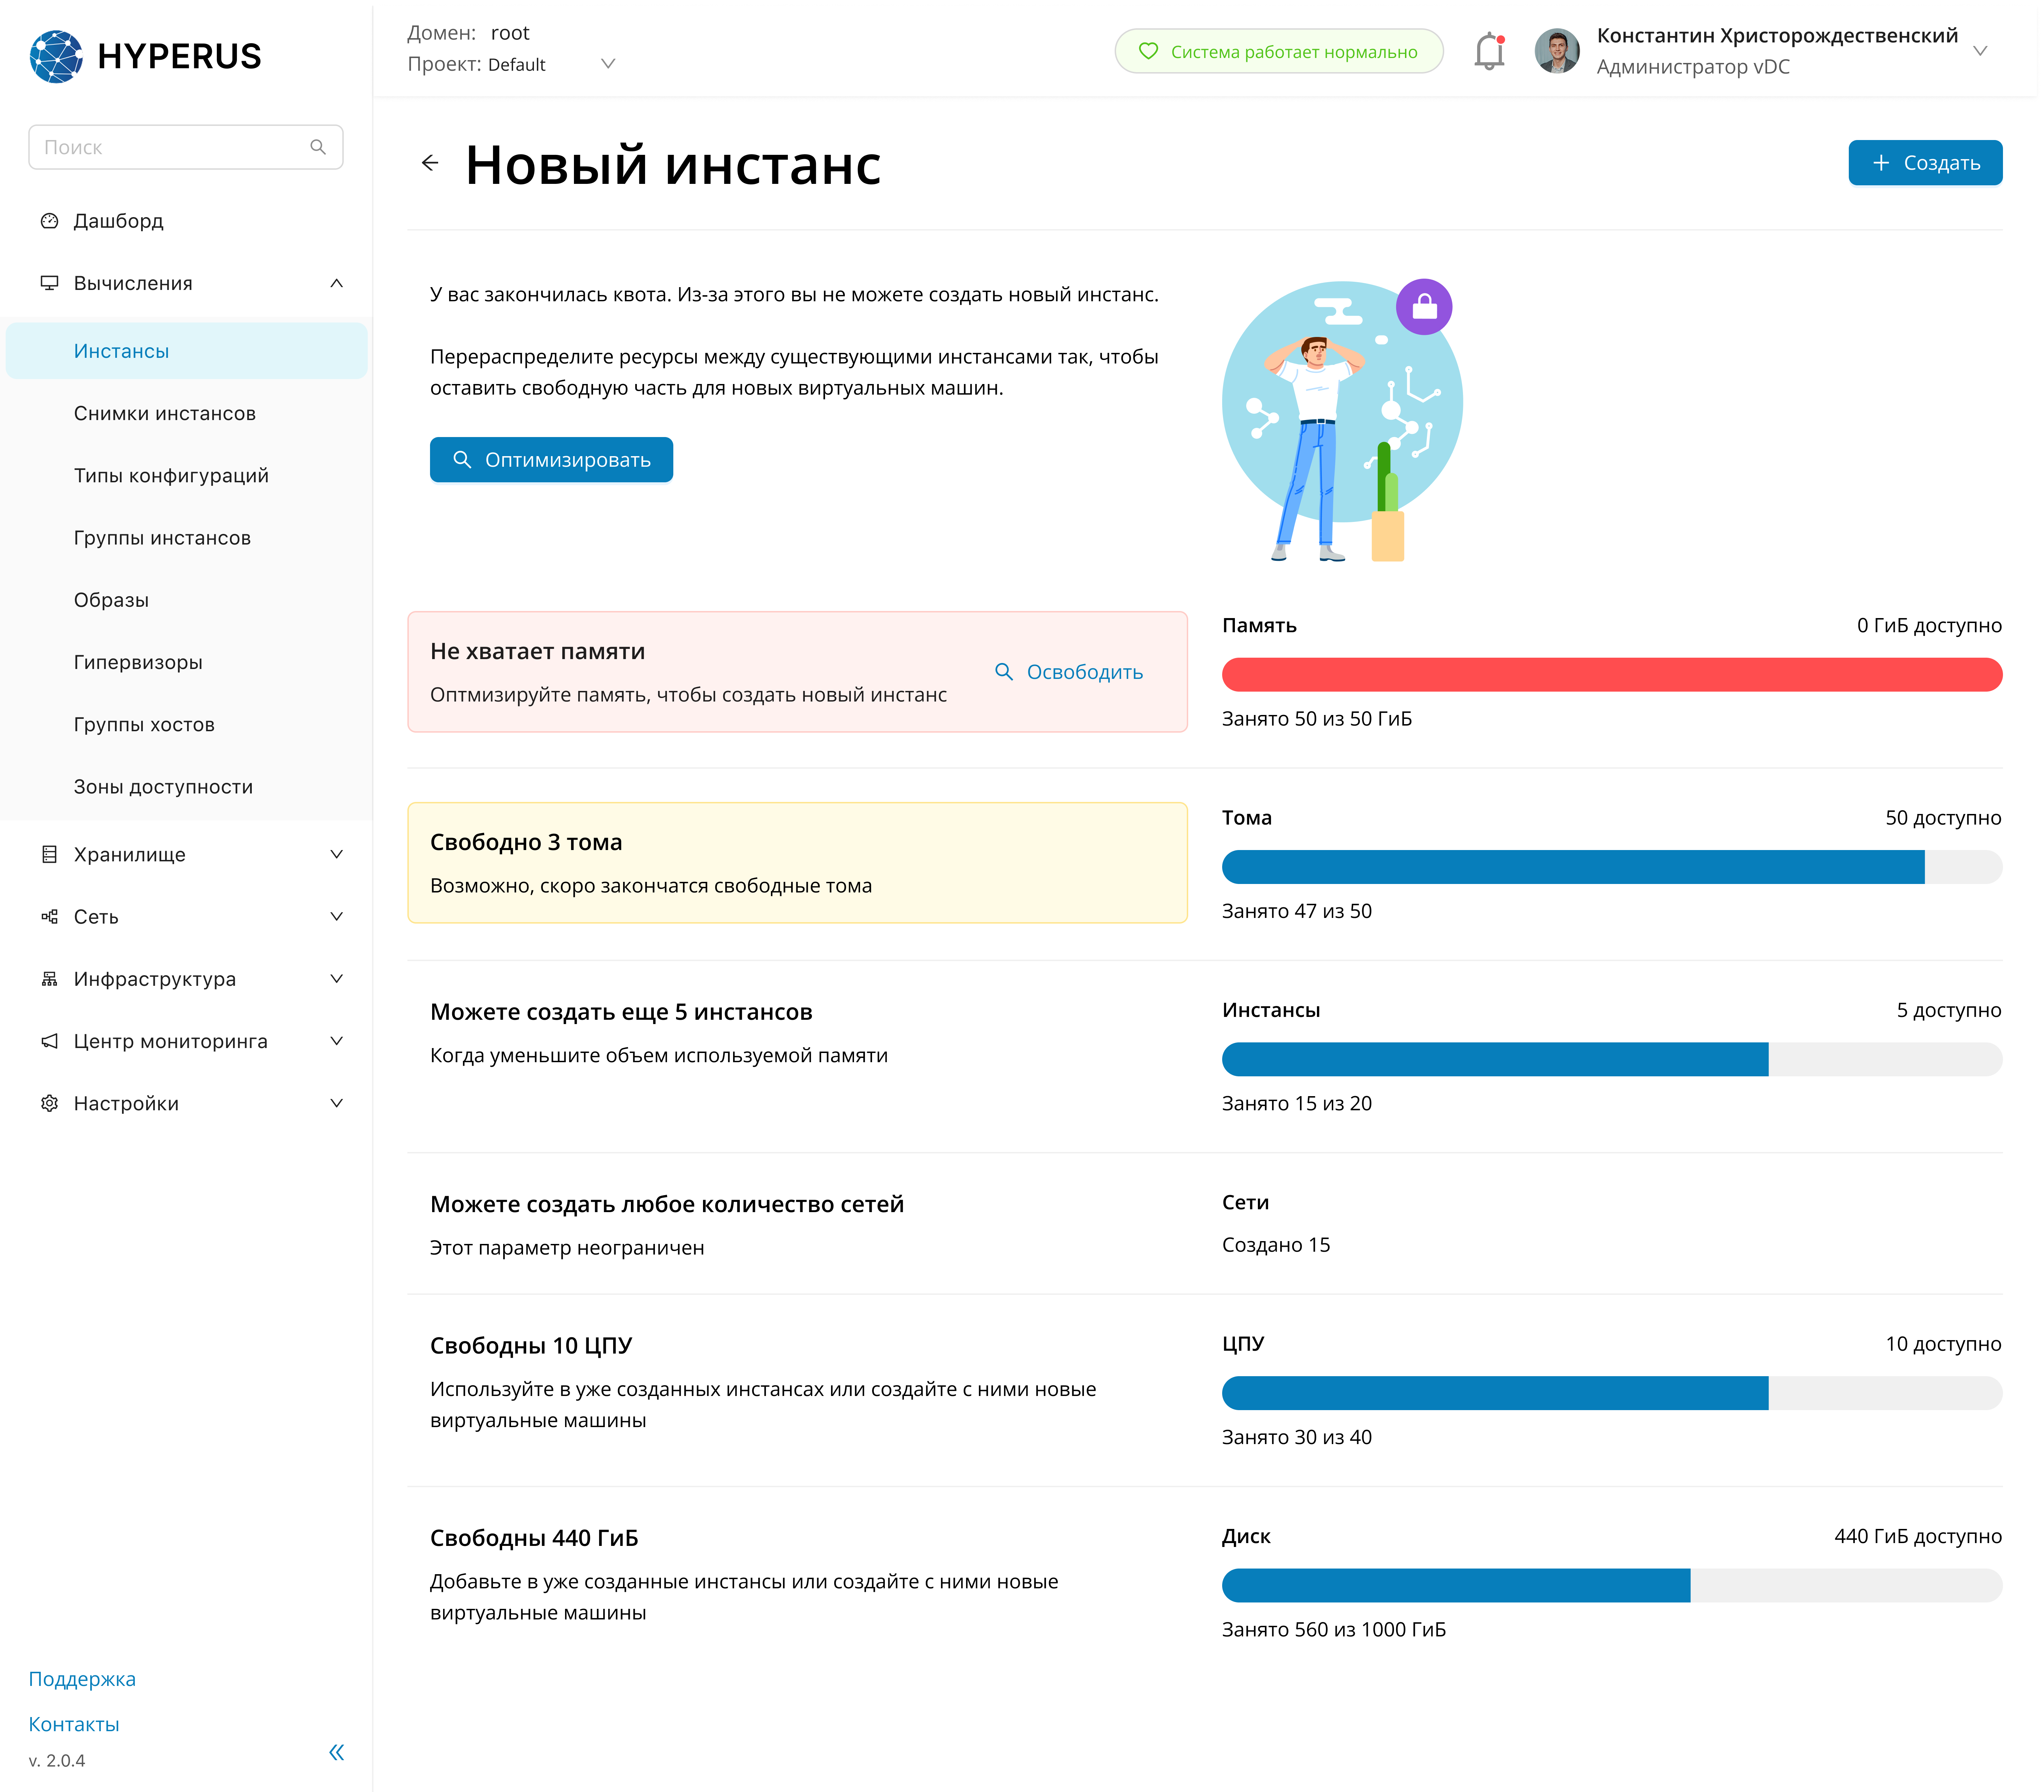 HYPERUS
Поиск
Дашборд
Вычисления
Инстансы
Снимки инстансов
Типы конфигураций
Группы инстансов
Образы
Гипервизоры
Группы хостов
Зоны доступности
Хранилище
Сеть
Инфраструктура
Центр мониторинга
Настройки
Поддержка
Контакты
v. 2.0.4
Домен: root
Проект: Default
Система работает нормально
Константин Христорождественский
Администратор vDC
Новый инстанс
Создать
У вас закончилась квота. Из-за этого вы не можете создать новый инстанс.
Перераспределите ресурсы между существующими инстансами так, чтобы
оставить свободную часть для новых виртуальных машин.
Оптимизировать
Не хватает памяти
Оптмизируйте память, чтобы создать новый инстанс
Освободить
Память
0 ГиБ доступно
Занято 50 из 50 ГиБ
Свободно 3 тома
Возможно, скоро закончатся свободные тома
Тома
50 доступно
Занято 47 из 50
Можете создать еще 5 инстансов
Когда уменьшите объем используемой памяти
Инстансы
5 доступно
Занято 15 из 20
Можете создать любое количество сетей
Этот параметр неограничен
Сети
Создано 15
Свободны 10 ЦПУ
Используйте в уже созданных инстансах или создайте с ними новые
виртуальные машины
ЦПУ
10 доступно
Занято 30 из 40
Свободны 440 ГиБ
Добавьте в уже созданные инстансы или создайте с ними новые
виртуальные машины
Диск
440 ГиБ доступно
Занято 560 из 1000 ГиБ